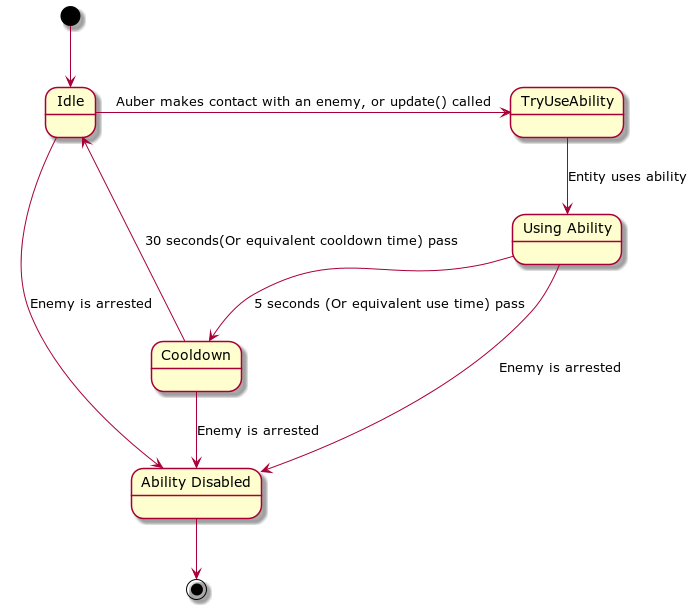 Idle
Auber makes contact with an enemy, or update() called
TryUseAbility
Entity uses ability
Using Ability
30 seconds(Or equivalent cooldown time) pass
Enemy is arrested
5 seconds (Or equivalent use time) pass
Cooldown
Enemy is arrested
Enemy is arrested
Ability Disabled